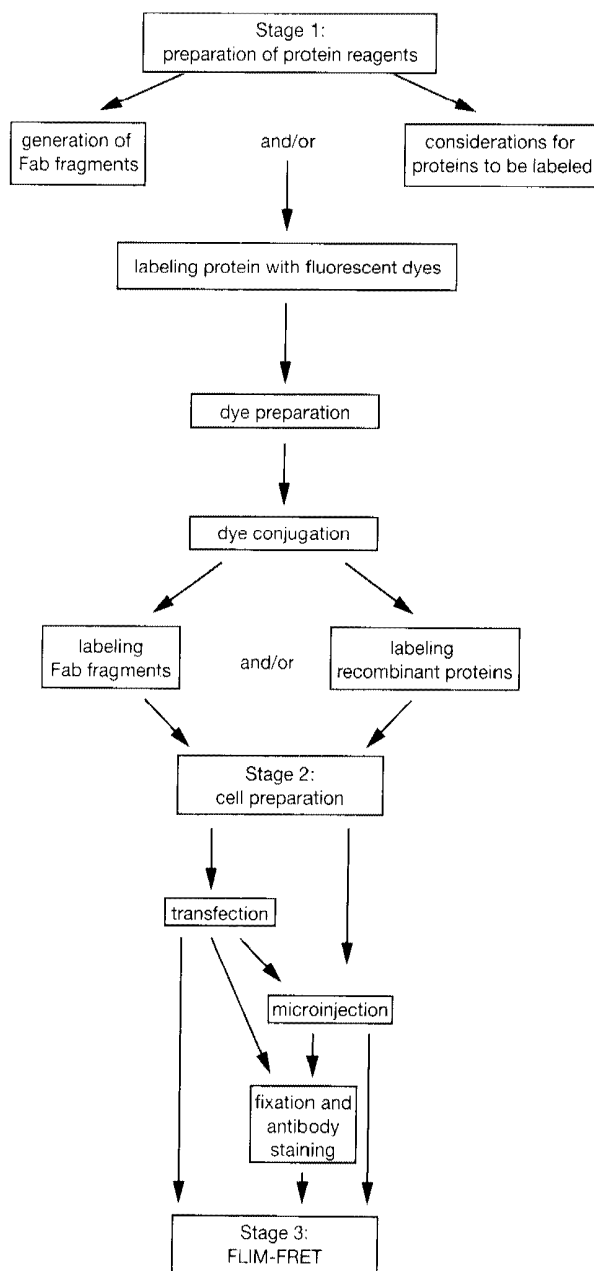 Stage 1:
preparation of protein reagents
generation of
Fab fragments
and/or
considerations for
proteins to be labeled
labeling protein with fluorescent dyes
dye preparation
dye conjugation
labeling
Fab fragments
and/or
labeling
recombinant proteins
Stage 2:
cell preparation
transfection
microinjection
fixation and
antibody
staining
Stage 3:
FLIM-FRET